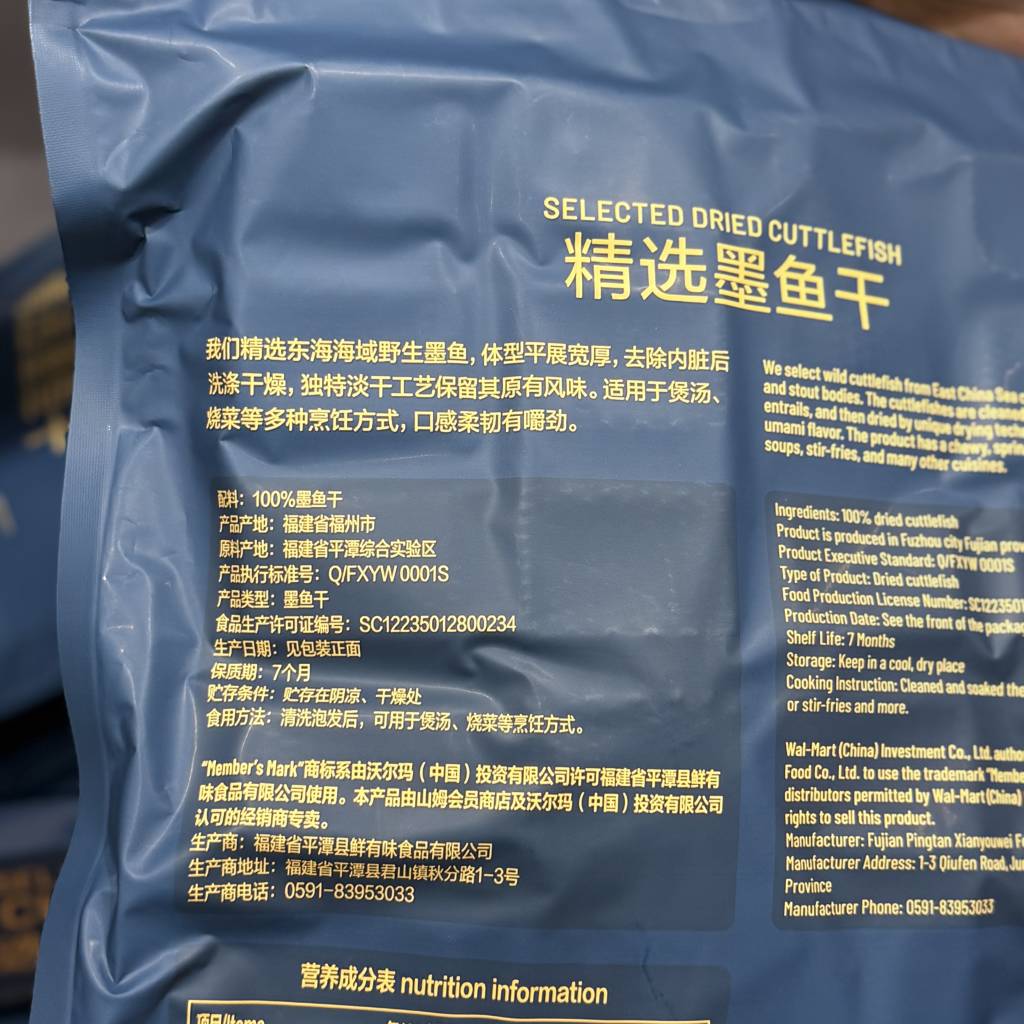 SELECTED DRIED CUTTLEFISH
精选墨鱼干
我们精选东海海域野生墨鱼，体型平展宽厚，去除内脏后
洗涤干燥，独特淡干工艺保留其原有风味。适用于煲汤、
烧菜等多种烹饪方式，口感柔韧有嚼劲。
配料：100%墨鱼干
产品产地：福建省福州市
原料产地：福建省平潭综合实验区
产品执行标准号：Q/FXYW 0001S
产品类型：墨鱼干
食品生产许可证编号：SC12235012800234
生产日期：见包装正面
保质期：7个月
贮存条件：贮存在阴凉、干燥处
食用方法：清洗泡发后，可用于煲汤、烧菜等烹饪方式。
“Member's Mark”商标系由沃尔玛（中国）投资有限公司许可福建省平潭县鲜有
味食品有限公司使用。本产品由山姆会员商店及沃尔玛（中国）投资有限公司
认可的经销商专卖。
生产商：福建省平潭县鲜有味食品有限公司
生产商地址：福建省平潭县君山镇秋分路1-3号
生产商电话：0591-83953033
We select wild cuttlefish from East China Sea
and stout bodies. The cuttlefishes are cleaned
entrails, and then dried by unique drying
umami flavor. The product has a chewy,
soups, stir-fries, and many other cuisines.
Ingredients: 100% dried cuttlefish
Product is produced in Fuzhou city Fujian
Product Executive Standard: Q/FXYW 0001S
Type of Product: Dried cuttlefish
Food Production License Number: SC1223501
Production Date: See the front of the
Shelf Life: 7 Months
Storage: Keep in a cool, dry place
Cooking Instruction: Cleaned and soaked
or stir-fries and more.
Wal-Mart (China) Investment Co., Ltd.
Food Co., Ltd. to use the trademark
distributors permitted by Wal-Mart (China)
rights to sell this product.
Manufacturer: Fujian Pingtan Xianyouwei
Manufacturer Address: 1-3 Qiufen Road,
Province
Manufacturer Phone: 0591-83953033
营养成分表 nutrition information
项目/Items